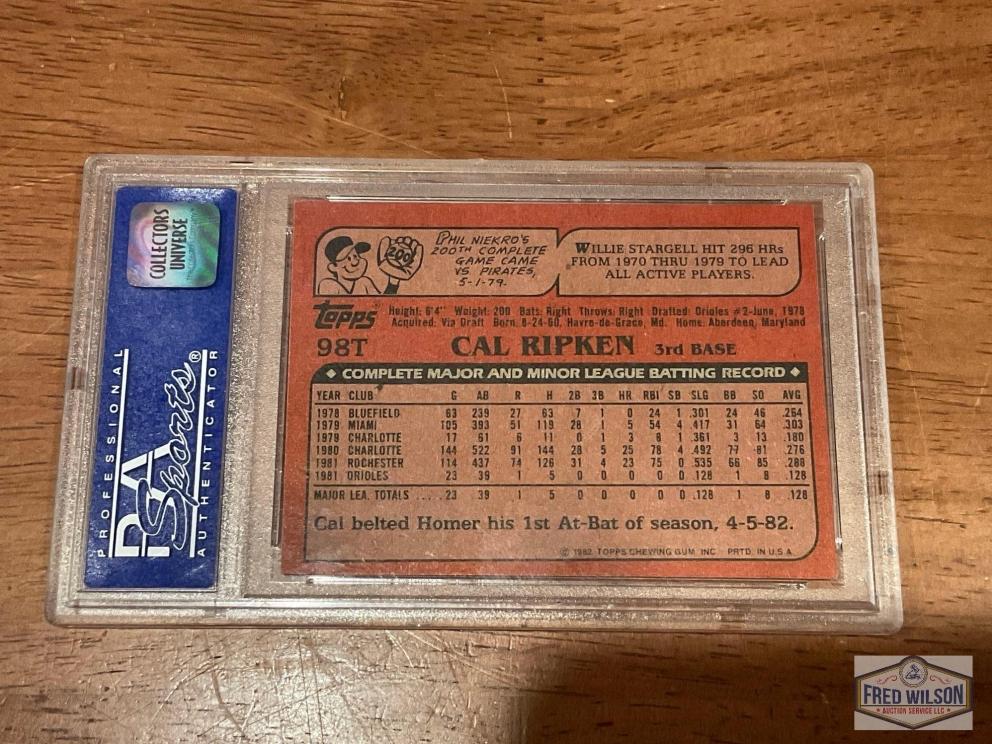 COLLECTORS
UNIVERSE
PROFESSIONAL
PSA
Sports®
AUTHENTICATOR
200
PHIL NIEKRO'S
200TH COMPLETE
GAME CAME
VS. PIRATES,
5-1-79.
WILLIE STARGELL HIT 296 HRs
FROM 1970 THRU 1979 TO LEAD
ALL ACTIVE PLAYERS.
TOPPS
Height: 6'4" Weight: 200 Bats: Right Throws: Right Drafted: Orioles #2-June, 1978
Acquired: Via Draft Born: 8-24-60, Havre-de-Grace, Md. Home: Aberdeen, Maryland
98T CAL RIPKEN 3rd BASE
◆ COMPLETE MAJOR AND MINOR LEAGUE BATTING RECORD ◆
YEAR CLUB G AB R H 2B 3B HR RBI SB SLG BB SO AVG
1978 BLUEFIELD 63 239 27 63 7 1 0 24 1 .301 24 46 .264
1979 MIAMI 105 393 51 119 28 1 5 54 4 .417 31 64 .303
1979 CHARLOTTE 17 61 6 11 0 1 3 8 1 .361 3 13 .180
1980 CHARLOTTE 144 522 91 144 28 5 25 78 4 .492 77 81 .276
1981 ROCHESTER 114 437 74 126 31 4 23 75 0 .535 66 85 .288
1981 ORIOLES 23 39 1 5 0 0 0 0 0 .128 1 8 .128
MAJOR LEA. TOTALS .... 23 39 1 5 0 0 0 0 0 .128 1 8 .128
Cal belted Homer his 1st At-Bat of season, 4-5-82.
© 1982 TOPPS CHEWING GUM, INC. PRTD. IN U.S.A.
FRED WILSON
AUCTION SERVICE LLC